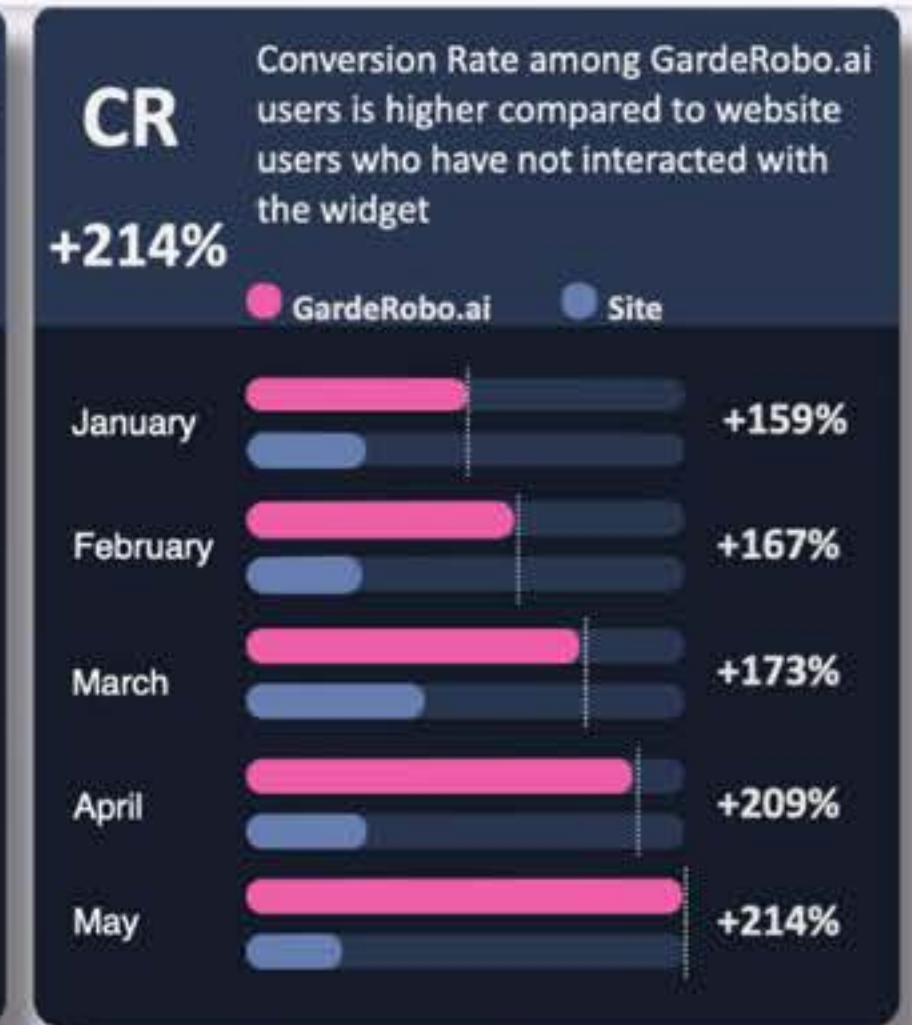 CR
+214%
Conversion Rate among GardeRobo.ai
users is higher compared to website
users who have not interacted with
the widget
GardeRobo.ai
Site
January
+159%
February
+167%
March
+173%
April
+209%
May
+214%